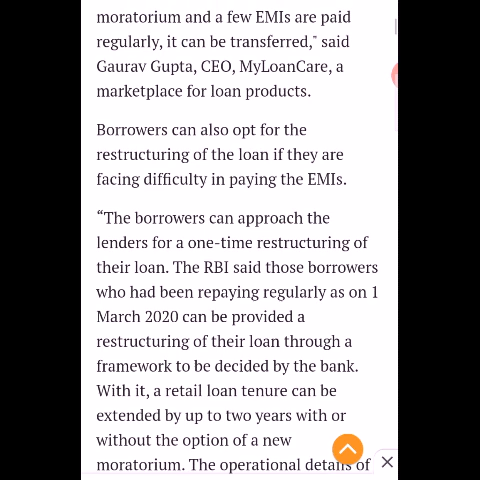 moratorium and a few EMIs are paid
regularly, it can be transferred," said
Gaurav Gupta, CEO, MyLoanCare, a
marketplace for loan products.
Borrowers can also opt for the
restructuring of the loan if they are
facing difficulty in paying the EMIs.
“The borrowers can approach the
lenders for a one-time restructuring of
their loan. The RBI said those borrowers
who had been repaying regularly as on 1
March 2020 can be provided a
restructuring of their loan through a
framework to be decided by the bank.
With it, a retail loan tenure can be
extended by up to two years with or
without the option of a new
moratorium. The operational details of